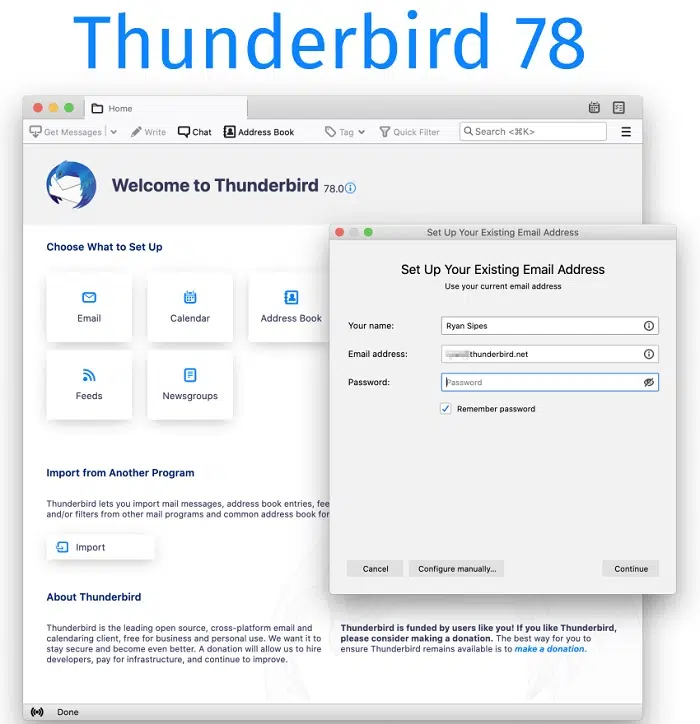 Thunderbird 78
Home
Get Messages Write Chat Address Book Tag Quick Filter Search <⌘K>
Welcome to Thunderbird 78.0
Choose What to Set Up
Email Calendar Address Book
Feeds Newsgroups
Import from Another Program
Thunderbird lets you import mail messages, address book entries, fee
and/or filters from other mail programs and common address book for
Import
About Thunderbird
Thunderbird is the leading open source, cross-platform email and
calendaring client, free for business and personal use. We want it to
stay secure and become even better. A donation will allow us to hire
developers, pay for infrastructure, and continue to improve.
Thunderbird is funded by users like you! If you like Thunderbird,
please consider making a donation. The best way for you to
ensure Thunderbird remains available is to make a donation.
Done
Set Up Your Existing Email Address
Set Up Your Existing Email Address
Use your current email address
Your name: Ryan Sipes
Email address: thunderbird.net
Password: Password
Remember password
Cancel Configure manually... Continue